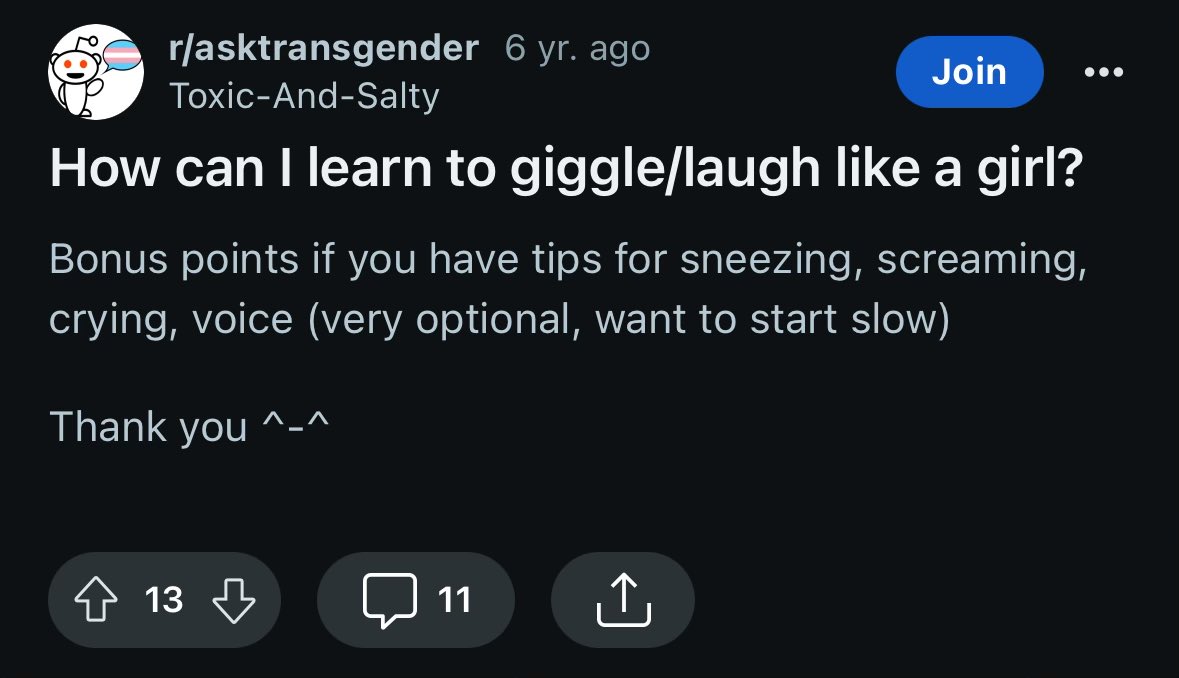 r/asktransgender 6 yr. ago
Toxic-And-Salty
Join
How can I learn to giggle/laugh like a girl?
Bonus points if you have tips for sneezing, screaming,
crying, voice (very optional, want to start slow)
Thank you ^-^
13
11